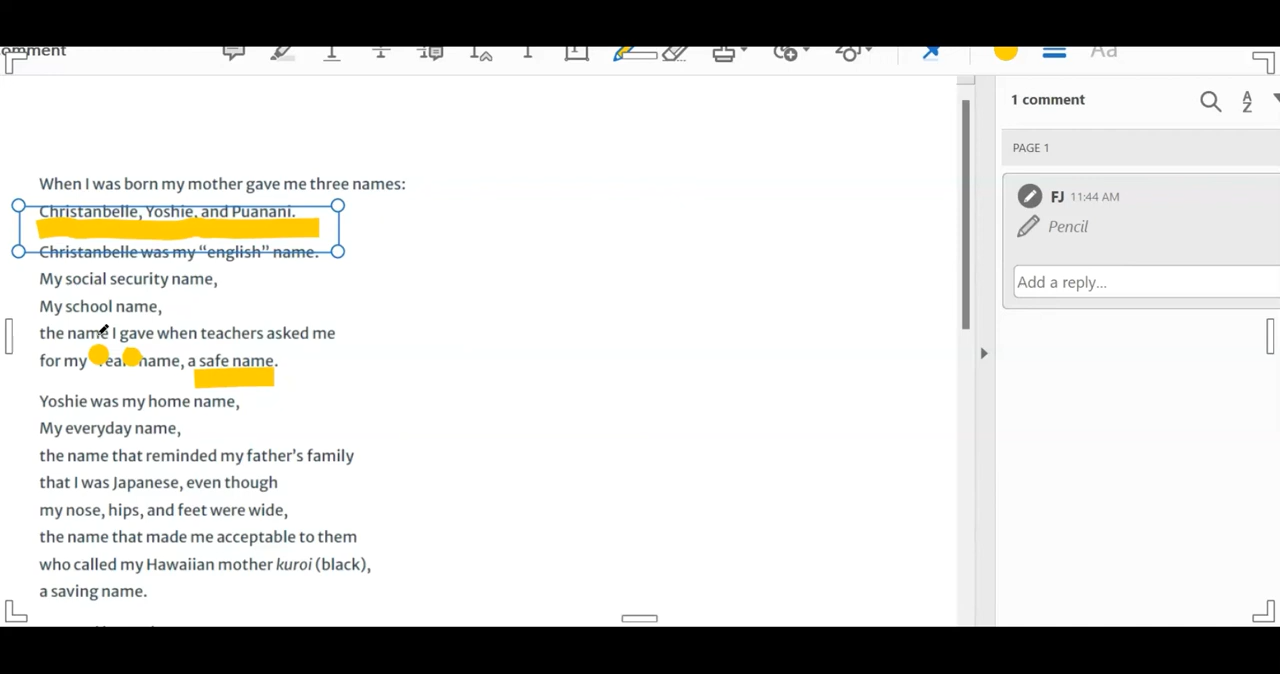 omment
Aa
1 comment
A
Z
PAGE 1
When I was born my mother gave me three names:
FJ 11:44 AM
Christanbelle, Yoshie, and Puanani.
Pencil
Christanbelle was my “english” name.
My social security name,
Add a reply...
My school name,
the name I gave when teachers asked me
for my name, a safe name.
Yoshie was my home name,
My everyday name,
the name that reminded my father’s family
that I was Japanese, even though
my nose, hips, and feet were wide,
the name that made me acceptable to them
who called my Hawaiian mother kuroi (black),
a saving name.